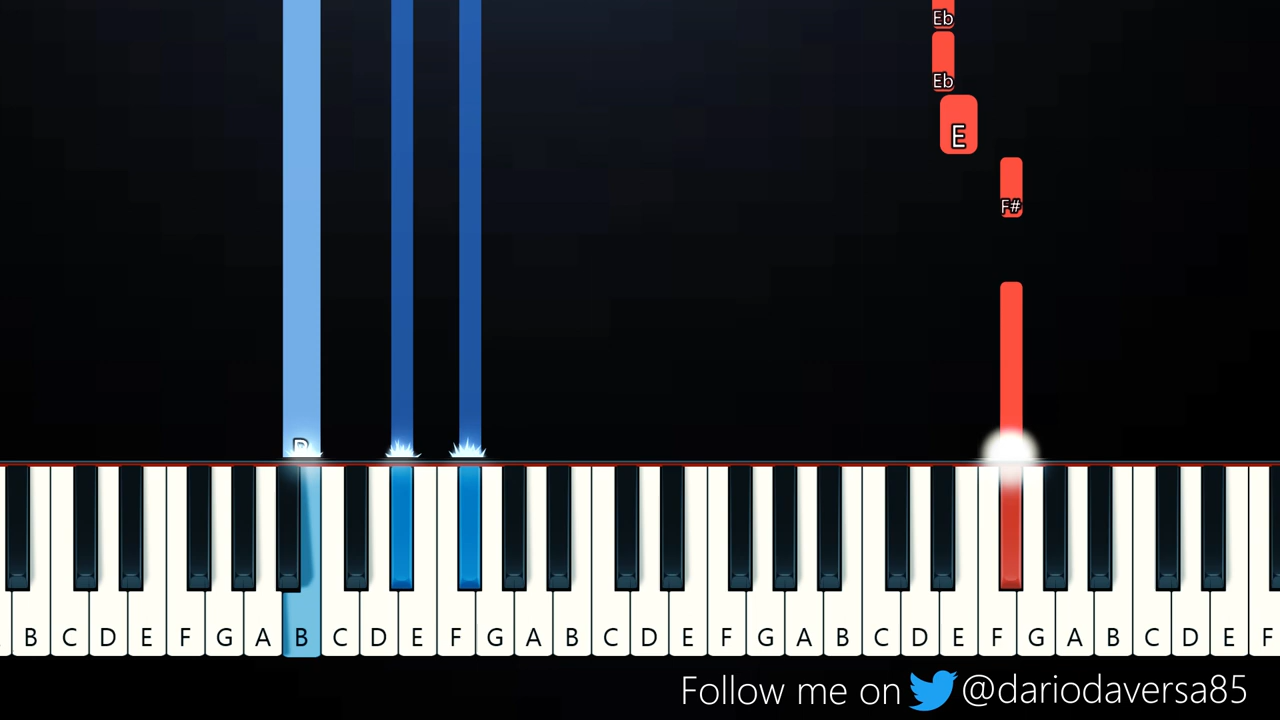 Eb
Eb
E
F#
B
B C D E F G A B C D E F G A B C D E F G A B C D E F G A B C D E F
Follow me on @dariodaversa85